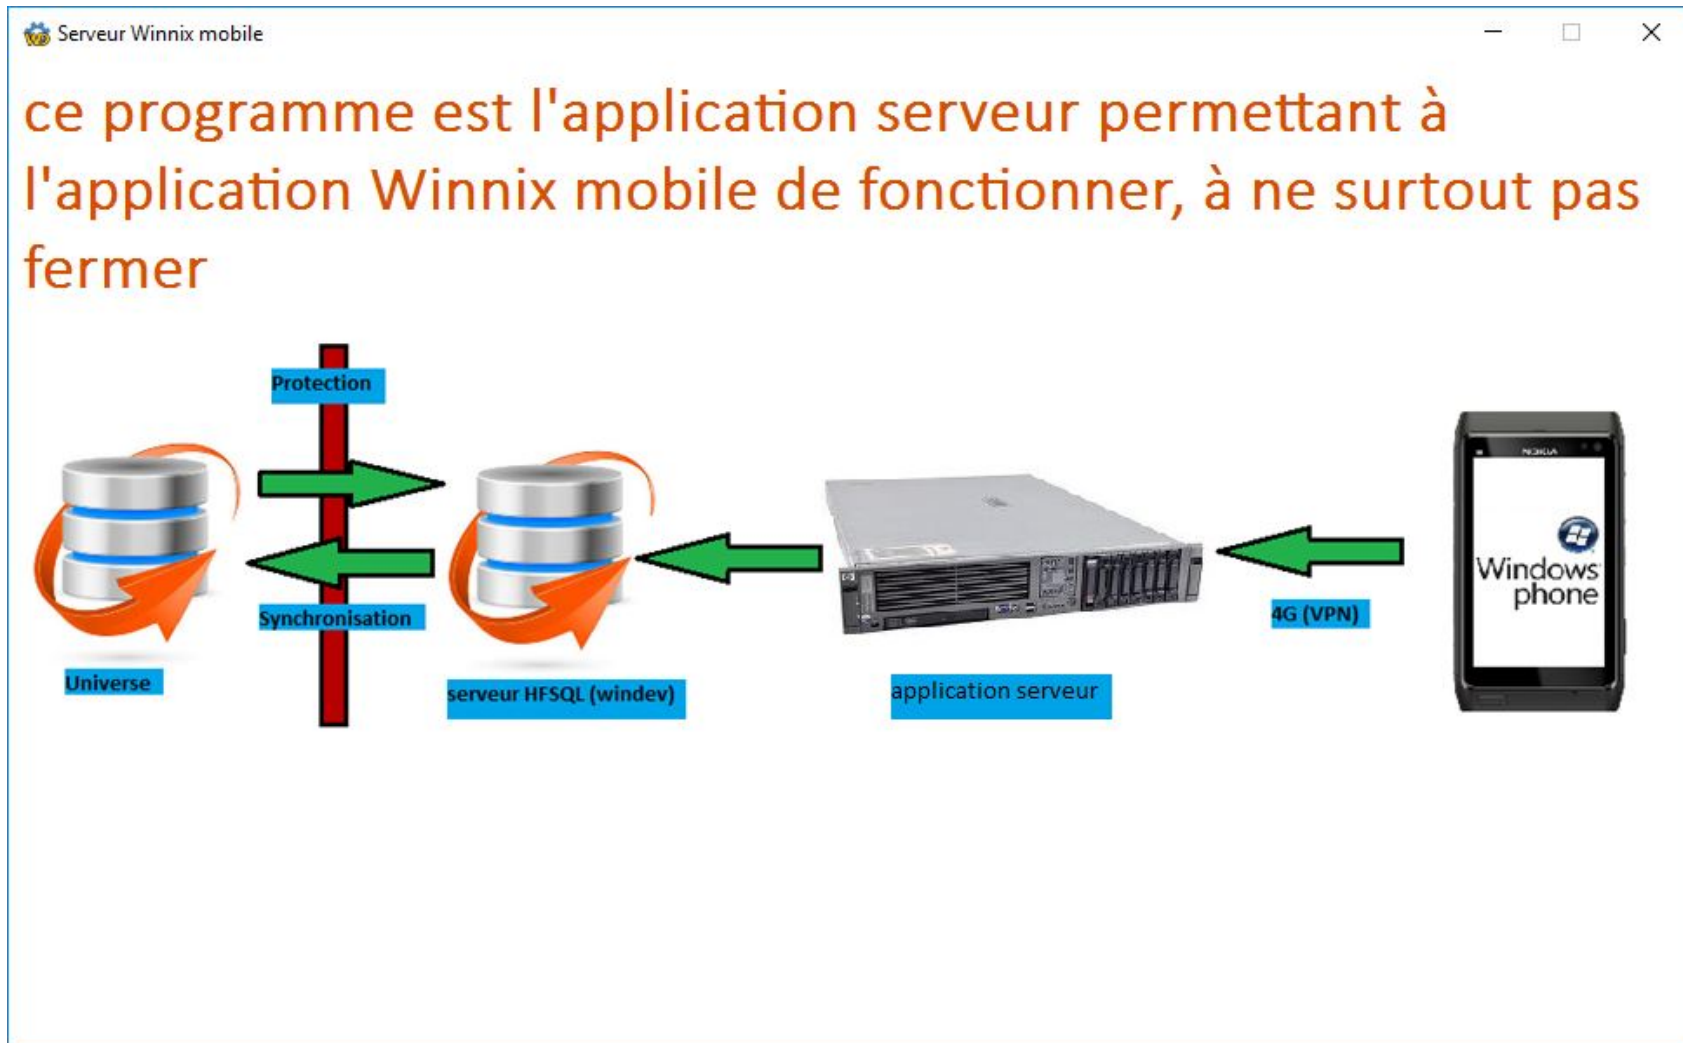 Serveur Winnix mobile
ce programme est l'application serveur permettant à
l'application Winnix mobile de fonctionner, à ne surtout pas
fermer
Protection
Synchronisation
Universe
serveur HFSQL (windev)
application serveur
4G (VPN)
NOKIA
Windows
phone